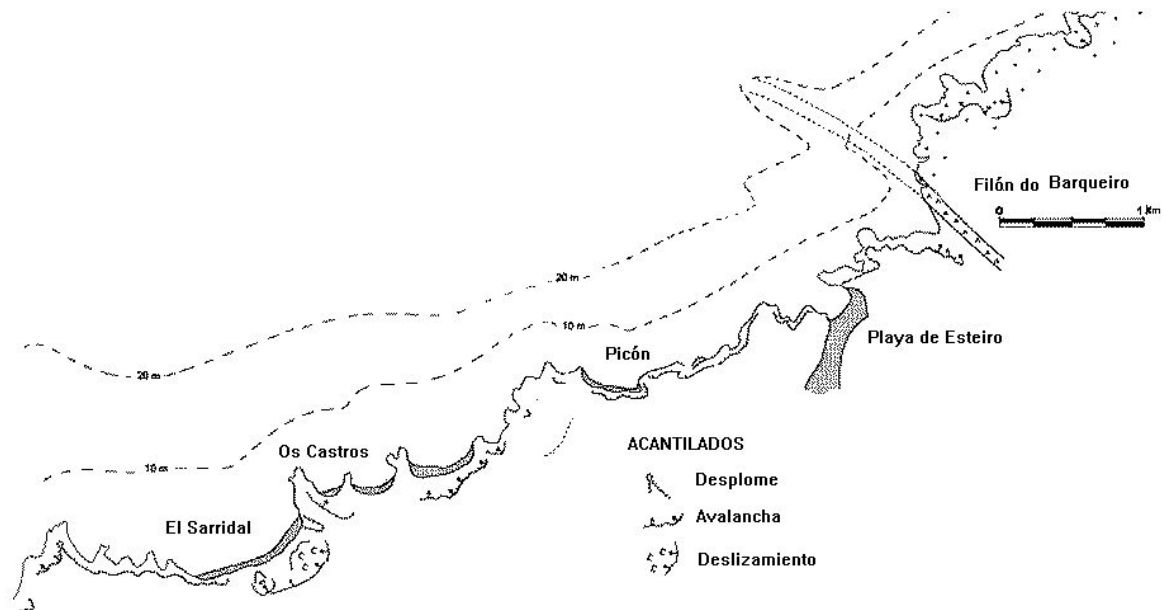 Filón do Barqueiro
0 1 Km
20 m
10 m
Playa de Esteiro
Picón
20 m
Os Castros
10 m
El Sarridal
ACANTILADOS
Desplome
Avalancha
Deslizamiento